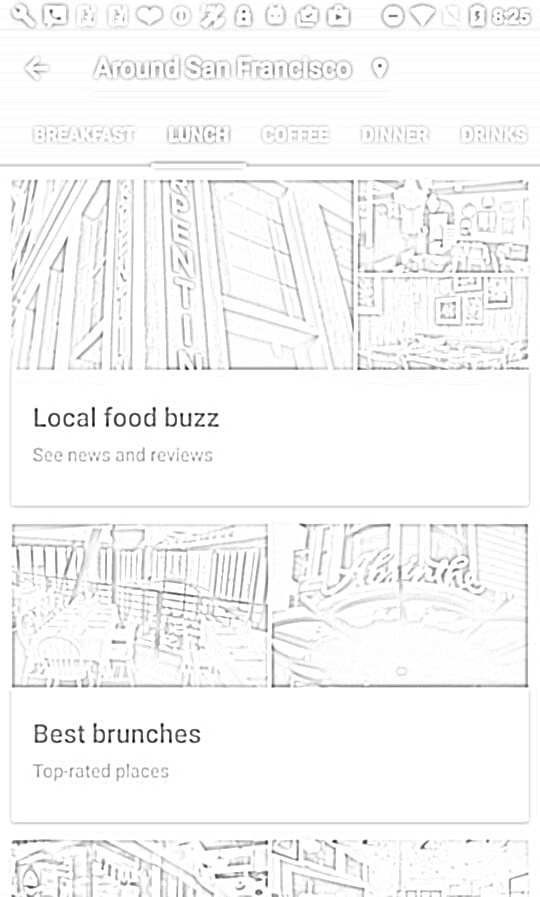 8:25
Around San Francisco
BREAKFAST LUNCH COFFEE DINNER DRINKS
Local food buzz
See news and reviews
Absinthe
Best brunches
Top-rated places